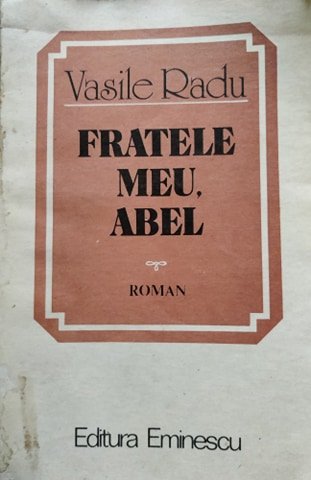 Vasile Radu
FRATELE
MEU,
ABEL
ROMAN
Editura Eminescu